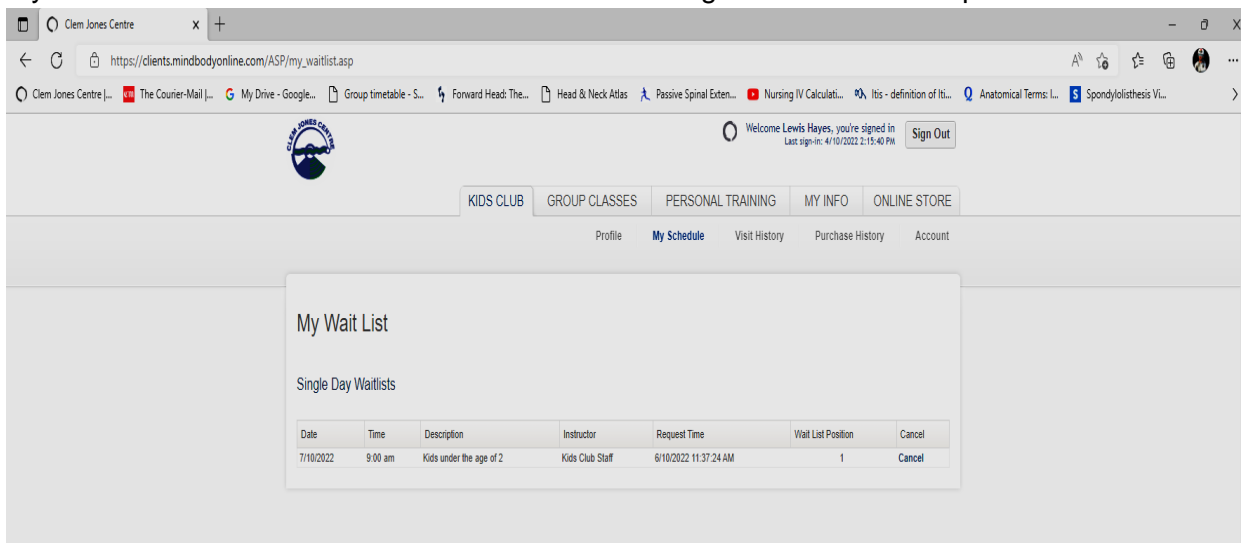 Clem Jones Centre
https://clients.mindbodyonline.com/ASP/my_waitlist.asp
Clem Jones Centre |... The Courier-Mail |... My Drive - Google... Group timetable - S... Forward Head: The... Head & Neck Atlas Passive Spinal Exten... Nursing IV Calculati... Itis - definition of Iti... Anatomical Terms: l... Spondylolisthesis Vi...
CLEM JONES CENTRE
Welcome Lewis Hayes, you're signed in
Last sign-in: 4/10/2022 2:15:40 PM
Sign Out
KIDS CLUB GROUP CLASSES PERSONAL TRAINING MY INFO ONLINE STORE
Profile My Schedule Visit History Purchase History Account
My Wait List
Single Day Waitlists
Date Time Description Instructor Request Time Wait List Position Cancel
7/10/2022 9:00 am Kids under the age of 2 Kids Club Staff 6/10/2022 11:37:24 AM 1 Cancel